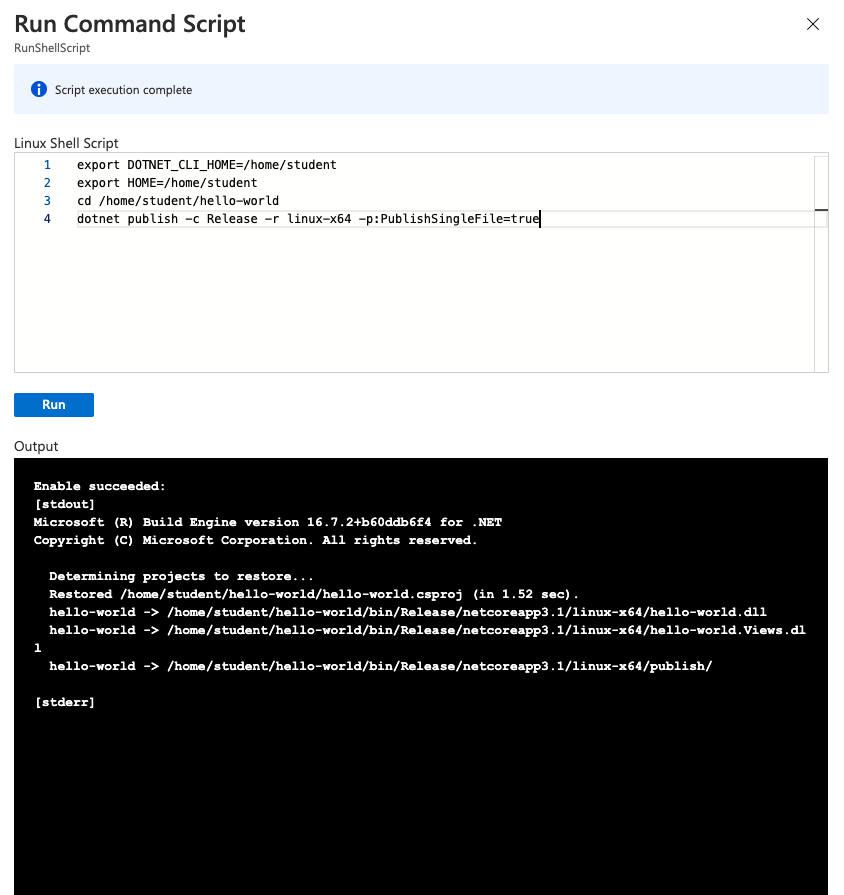 Run Command Script
RunShellScript
Script execution complete
Linux Shell Script
1 export DOTNET_CLI_HOME=/home/student
2 export HOME=/home/student
3 cd /home/student/hello-world
4 dotnet publish -c Release -r linux-x64 -p:PublishSingleFile=true
Run
Output
Enable succeeded:
[stdout]
Microsoft (R) Build Engine version 16.7.2+b60ddb6f4 for .NET
Copyright (C) Microsoft Corporation. All rights reserved.
Determining projects to restore...
Restored /home/student/hello-world/hello-world.csproj (in 1.52 sec).
hello-world -> /home/student/hello-world/bin/Release/netcoreapp3.1/linux-x64/hello-world.dll
hello-world -> /home/student/hello-world/bin/Release/netcoreapp3.1/linux-x64/hello-world.Views.dl
l
hello-world -> /home/student/hello-world/bin/Release/netcoreapp3.1/linux-x64/publish/
[stderr]